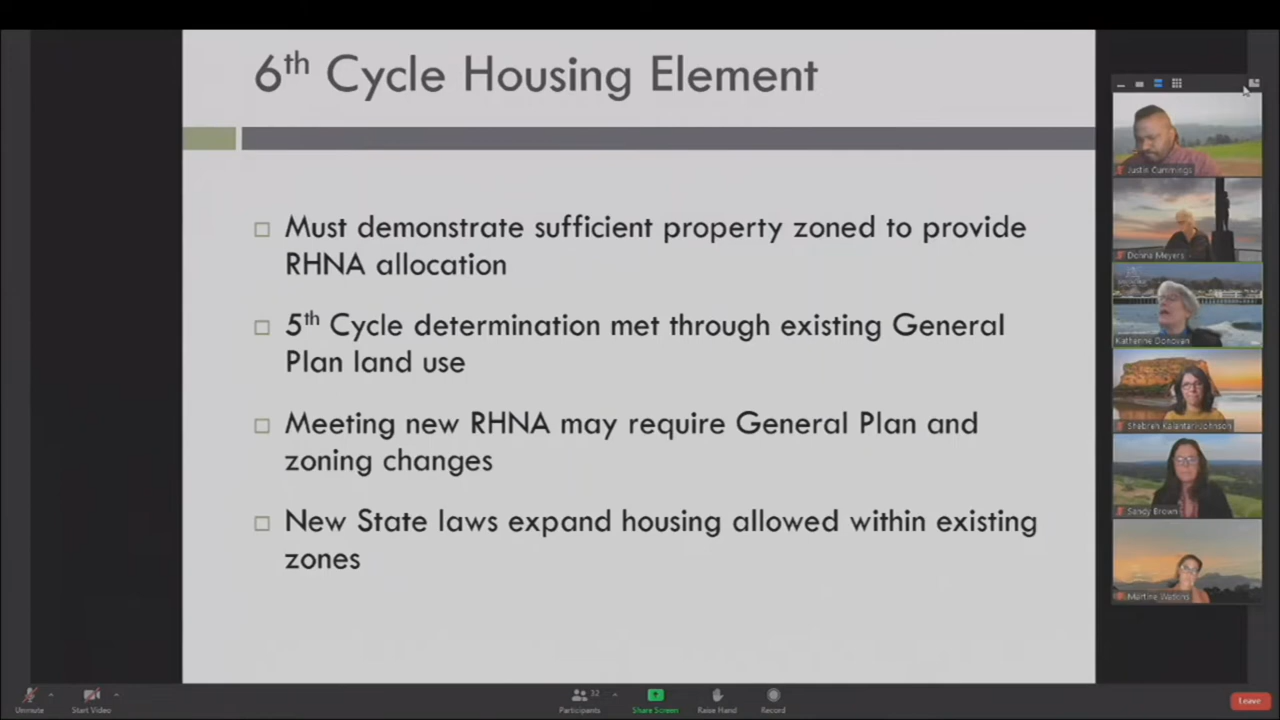 6th Cycle Housing Element
Must demonstrate sufficient property zoned to provide
RHNA allocation
5th Cycle determination met through existing General
Plan land use
Meeting new RHNA may require General Plan and
zoning changes
New State laws expand housing allowed within existing
zones
Justin Cummings
Donna Meyers
Katherine Donovan
Shebreh Kalantari-Johnson
Sandy Brown
Martine Watkins
Unmute
Start Video
32
Participants
Share Screen
Raise Hand
Record
Leave